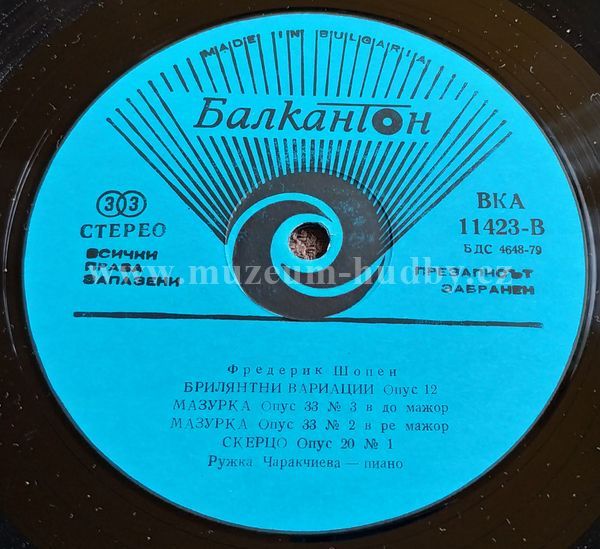 MADE IN BULGARIA
Балкантон
33
СТЕРЕО
ВСИЧКИ
ПРАВА
ЗАПАЗЕНИ
ВКА
11423-В
БДС 4648-79
ПРЕЗАПИСЪТ
ЗАБРАНЕН
www.muzeum-hudby.cz
Фредерик Шопен
БРИЛЯНТНИ ВАРИАЦИИ Опус 12
МАЗУРКА Опус 33 № 3 в до мажор
МАЗУРКА Опус 33 № 2 в ре мажор
СКЕРЦО Опус 20 № 1
Ружка Чаракчиева — пиано